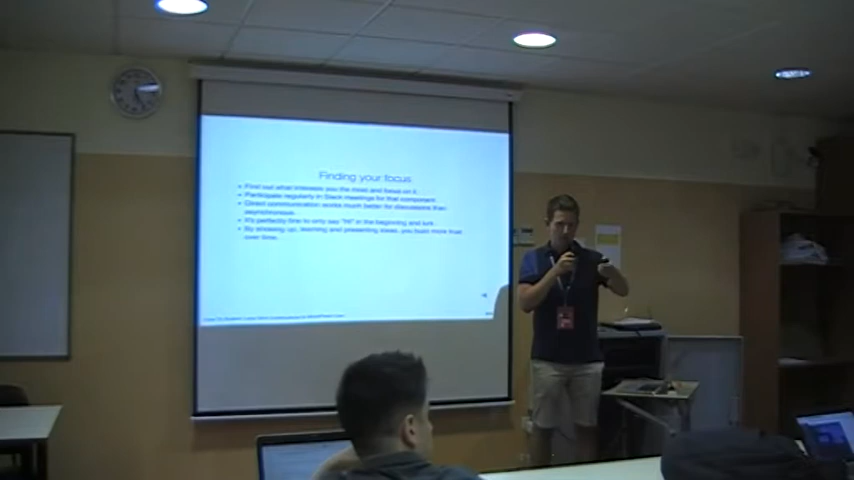 Finding your focus
• Find out what interests you the most and focus on it.
• Participate regularly in Slack meetings for that component.
• Direct communication works much better for discussions than
asynchronous.
• It's perfectly fine to only say "Hi" in the beginning and lurk.
• By showing up, learning and presenting ideas, you build more trust
over time.